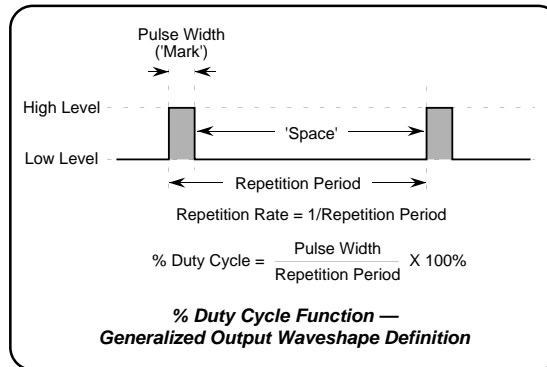 Pulse Width
('Mark')
High Level
'Space'
Low Level
Repetition Period
Repetition Rate = 1/Repetition Period
% Duty Cycle = Pulse Width / Repetition Period X 100%
% Duty Cycle Function —
Generalized Output Waveshape Definition